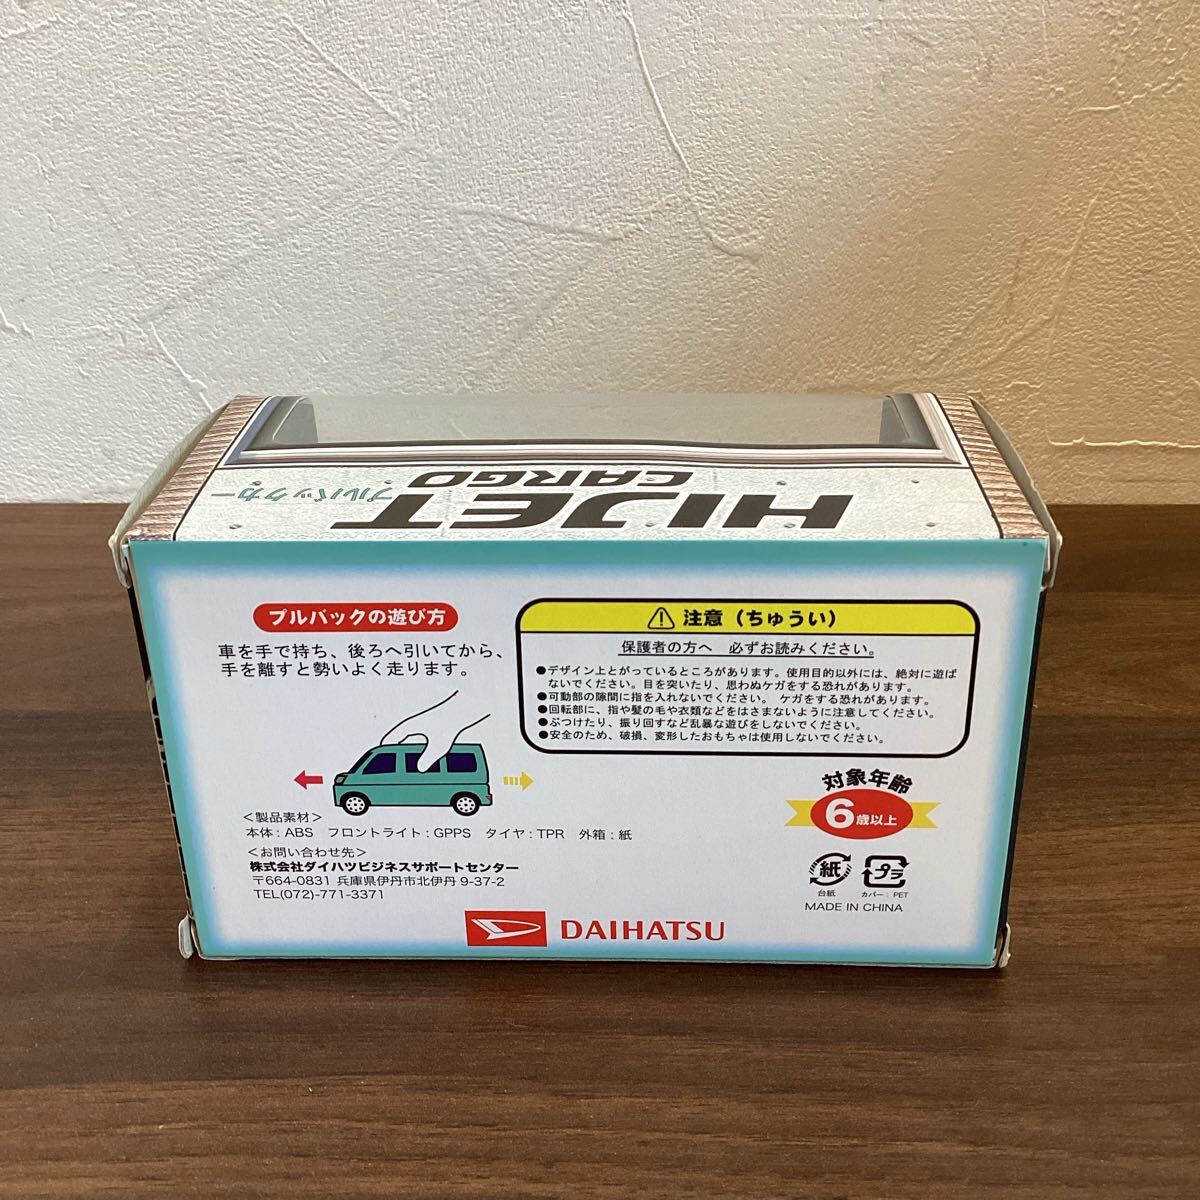 HIJET
CARGO
プルバックカー
プルバックの遊び方
車を手で持ち、後ろへ引いてから、
手を離すと勢いよく走ります。
注意（ちゅうい）
保護者の方へ　必ずお読みください。
●デザイン上とがっているところがあります。使用目的以外には、絶対に遊ば
ないでください。目を突いたり、思わぬケガをする恐れがあります。
●可動部の隙間に指を入れないでください。 ケガをする恐れがあります。
●回転部に、指や髪の毛や衣類などをはさまないように注意してください。
●ぶつけたり、振り回すなど乱暴な遊びをしないでください。
●安全のため、破損、変形したおもちゃは使用しないでください。
＜製品素材＞
本体 : ABS　フロントライト : GPPS　タイヤ : TPR　外箱 : 紙
＜お問い合わせ先＞
株式会社ダイハツビジネスサポートセンター
〒664-0831 兵庫県伊丹市北伊丹 9-37-2
TEL(072)-771-3371
対象年齢
6歳以上
紙
台紙
プラ
カバー : PET
MADE IN CHINA
DAIHATSU